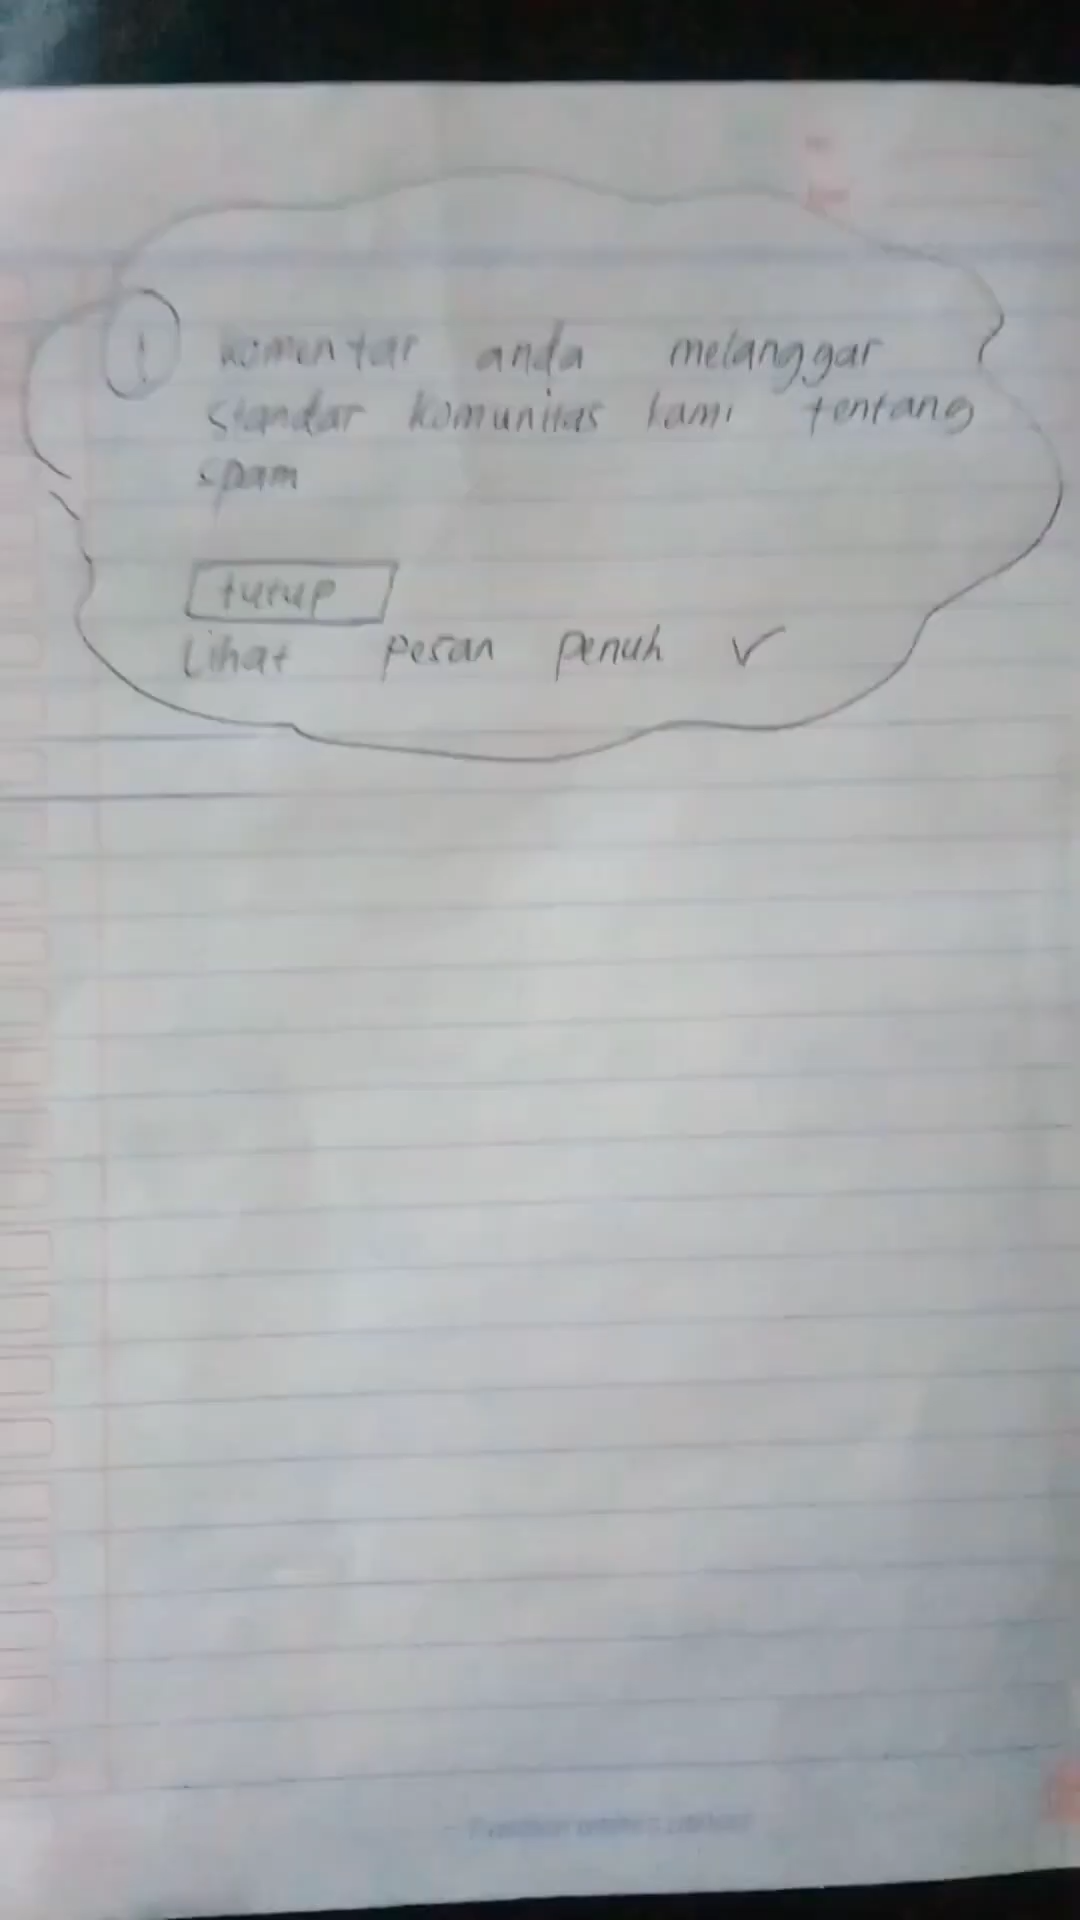 ! komentar anda melanggar
standar komunitas kami tentang
spam
tutup
Lihat pesan penuh ✓